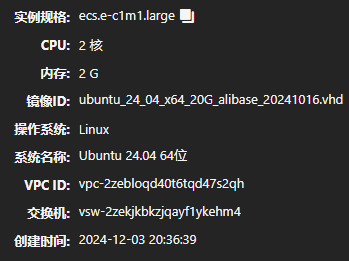 实例规格: ecs.e-c1m1.large
CPU: 2 核
内存: 2 G
镜像ID: ubuntu_24_04_x64_20G_alibase_20241016.vhd
操作系统: Linux
系统名称: Ubuntu 24.04 64位
VPC ID: vpc-2zebloqd40t6tqd47s2qh
交换机: vsw-2zekjkbkzjqayf1ykehm4
创建时间: 2024-12-03 20:36:39